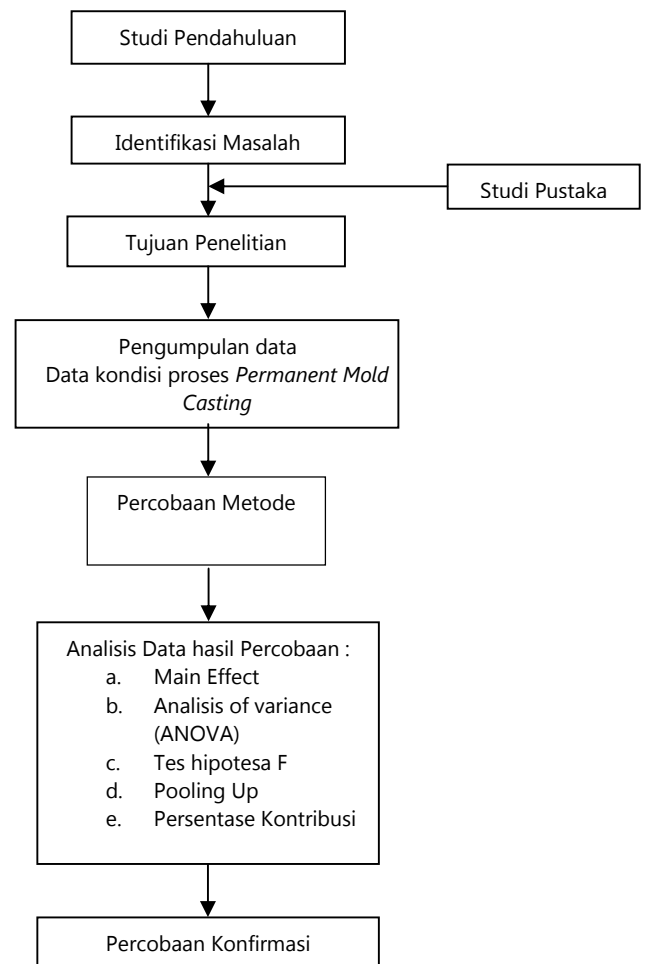 Studi Pendahuluan
Identifikasi Masalah
Studi Pustaka
Tujuan Penelitian
Pengumpulan data
Data kondisi proses Permanent Mold
Casting
Percobaan Metode
Analisis Data hasil Percobaan :
a. Main Effect
b. Analisis of variance
(ANOVA)
c. Tes hipotesa F
d. Pooling Up
e. Persentase Kontribusi
Percobaan Konfirmasi